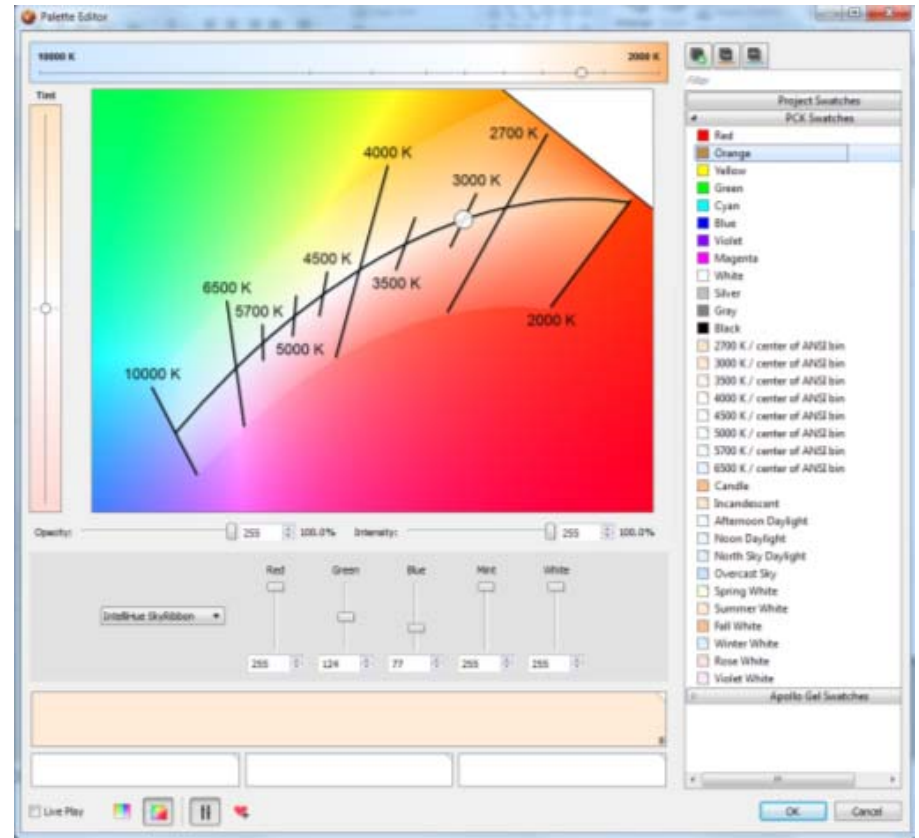 Palette Editor
10000 K
2000 K
Filter
Tint
Project Swatches
PCK Swatches
Red
Orange
Yellow
Green
Cyan
Blue
Violet
Magenta
White
Silver
Gray
Black
2700 K / center of ANSI bin
3000 K / center of ANSI bin
3500 K / center of ANSI bin
4000 K / center of ANSI bin
4500 K / center of ANSI bin
5000 K / center of ANSI bin
5700 K / center of ANSI bin
6500 K / center of ANSI bin
Candle
Incandescent
Afternoon Daylight
Noon Daylight
North Sky Daylight
Overcast Sky
Spring White
Summer White
Fall White
Winter White
Rose White
Violet White
Apollo Gel Swatches
2700 K
4000 K
3000 K
4500 K
3500 K
6500 K
5700 K
2000 K
5000 K
10000 K
Opacity: 255 100.0% Intensity: 255 100.0%
Red Green Blue Mint White
IntelliHue SkyRibbon
255 124 77 255 255
Live Play
OK Cancel